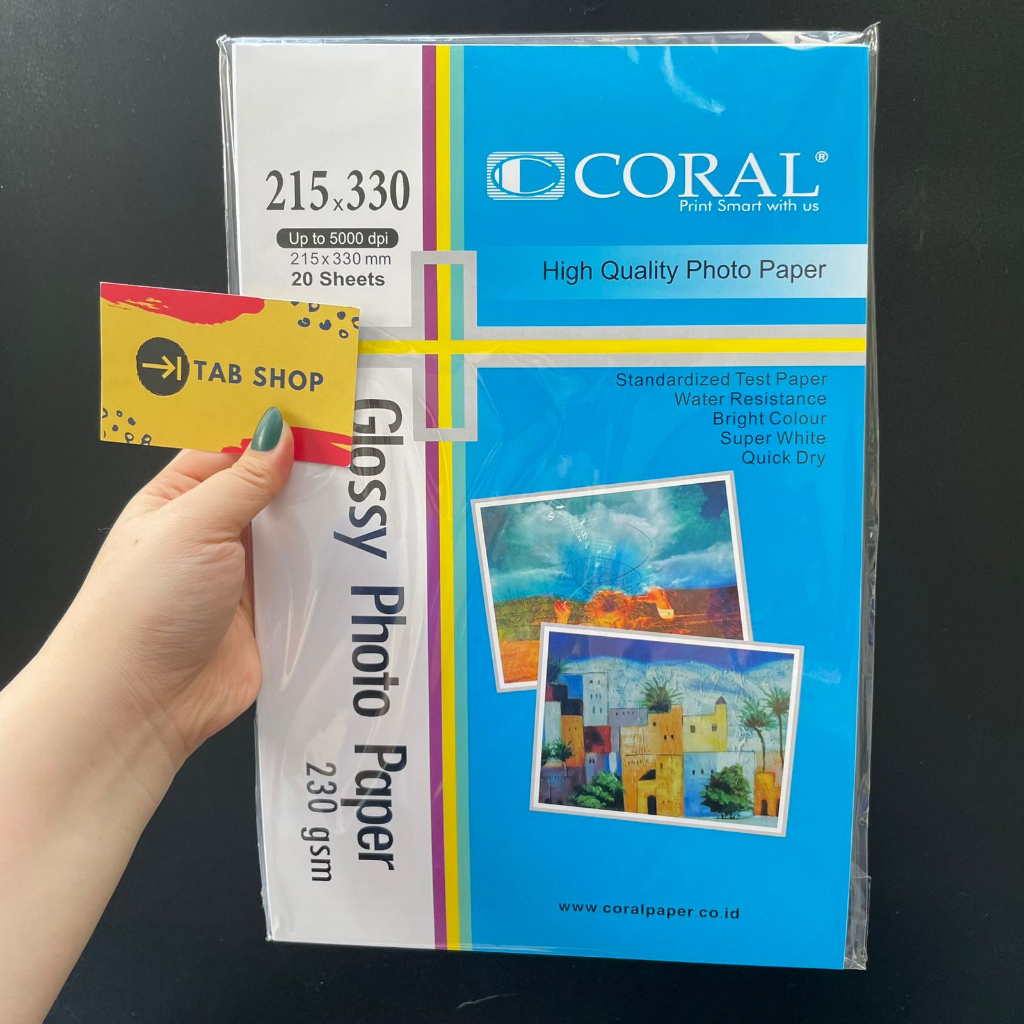 215x330
Up to 5000 dpi
215 x 330 mm
20 Sheets
CORAL®
Print Smart with us
High Quality Photo Paper
TAB SHOP
Standardized Test Paper
Water Resistance
Bright Colour
Super White
Quick Dry
Glossy Photo Paper
230 gsm
www.coralpaper.co.id